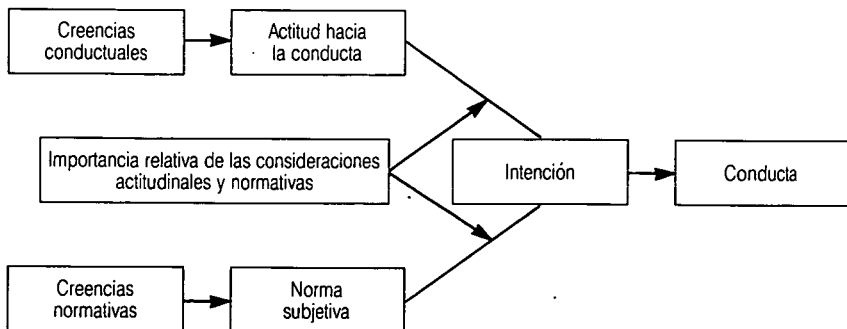 Creencias
conductuales
Actitud hacia
la conducta
Importancia relativa de las consideraciones
actitudinales y normativas
Intención
Conducta
Creencias
normativas
Norma
subjetiva